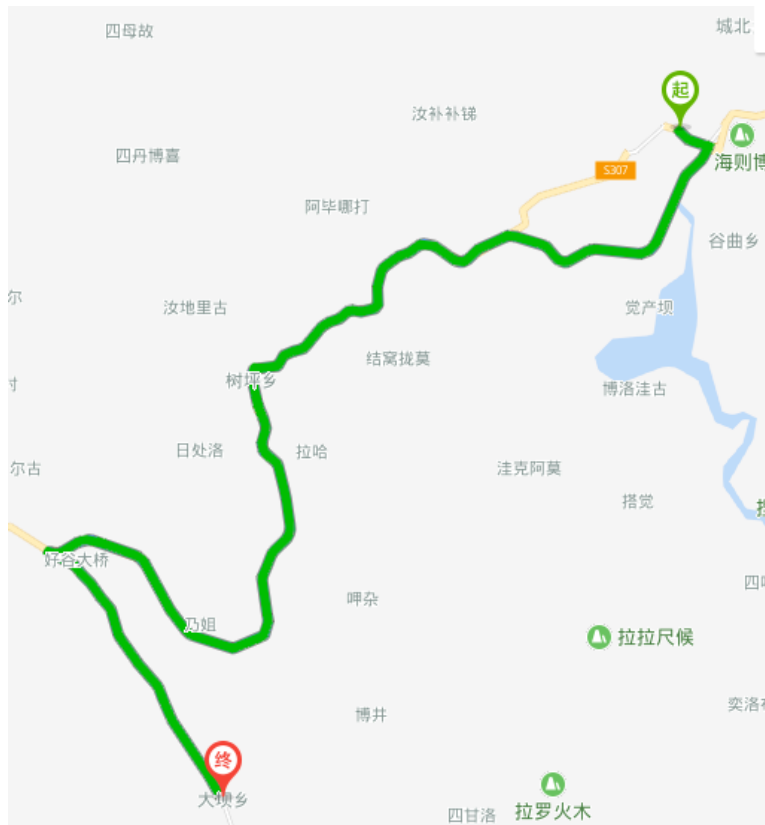 四母故
城北
起
汝补补锑
四丹博喜
海则博
S307
阿毕哪打
谷曲乡
尔
汝地里古
觉产坝
结窝拢莫
树坪乡
博洛洼古
日处洛
拉哈
尔古
洼克阿莫
搭觉
好谷大桥
呷杂
乃姐
拉拉尺候
奕洛
博井
终
大坝乡
四甘洛
拉罗火木